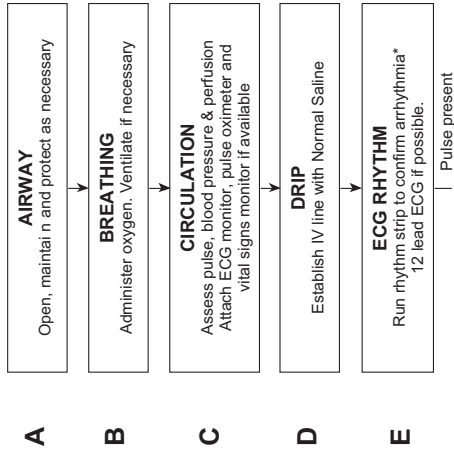 A
AIRWAY
Open, maintai n and protect as necessary
B
BREATHING
Administer oxygen. Ventilate if necessary
C
CIRCULATION
Assess pulse, blood pressure & perfusion
Attach ECG monitor, pulse oximeter and
vital signs monitor if available
D
DRIP
Establish IV line with Normal Saline
E
ECG RHYTHM
Run rhythm strip to confirm arrhythmia*
12 lead ECG if possible.
Pulse present